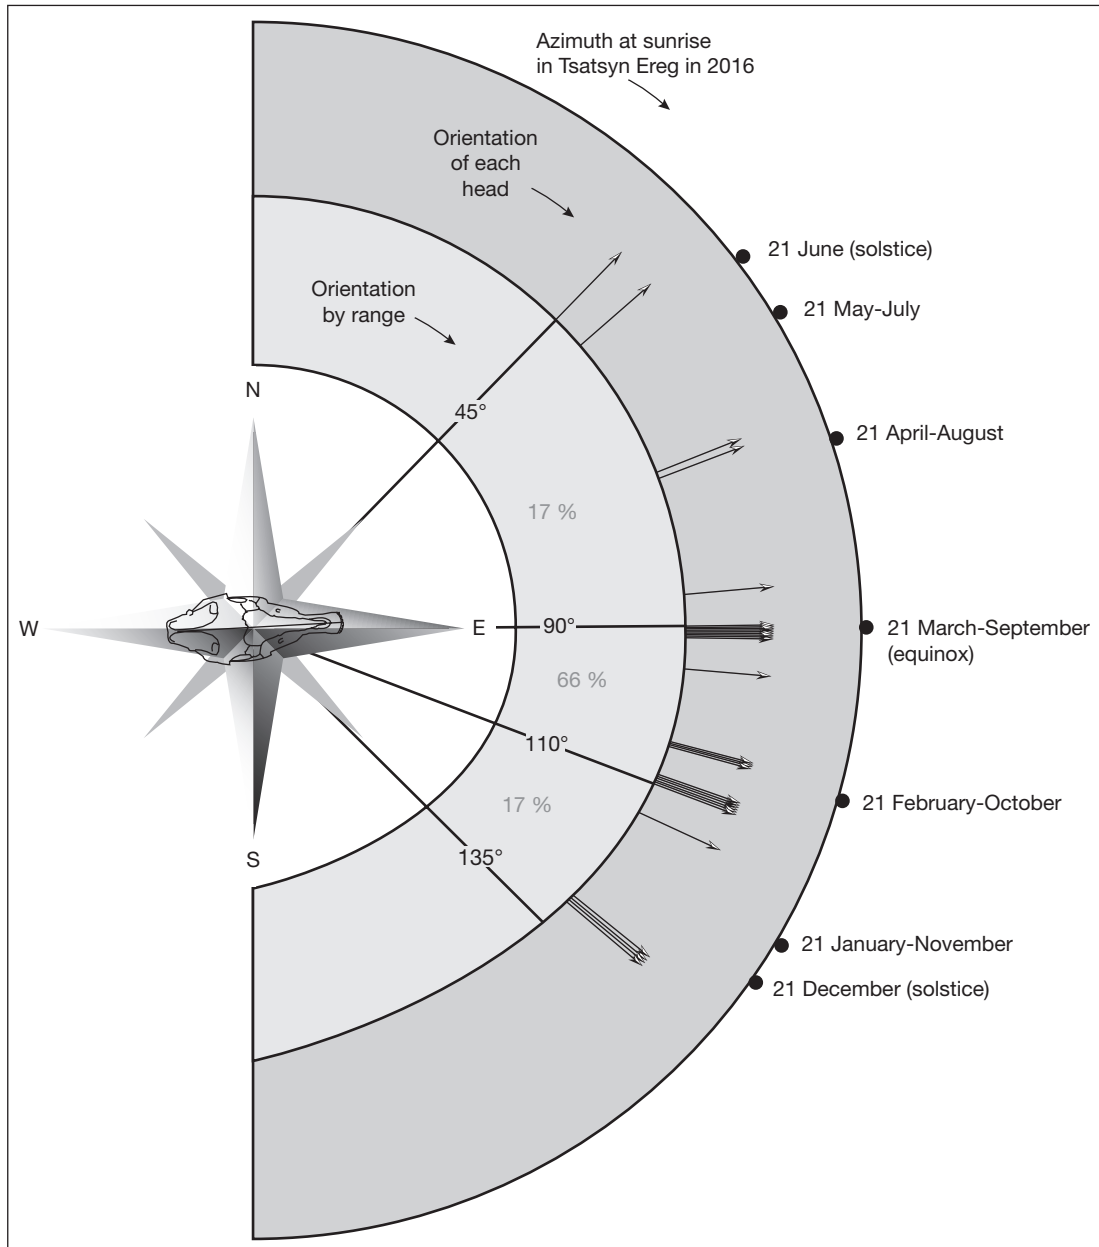 Azimuth at sunrise
in Tsatsyn Ereg in 2016
Orientation
of each
head
21 June (solstice)
Orientation
by range
21 May-July
N
45°
21 April-August
17 %
W
E
90°
21 March-September
(equinox)
66 %
110°
17 %
21 February-October
135°
S
21 January-November
21 December (solstice)